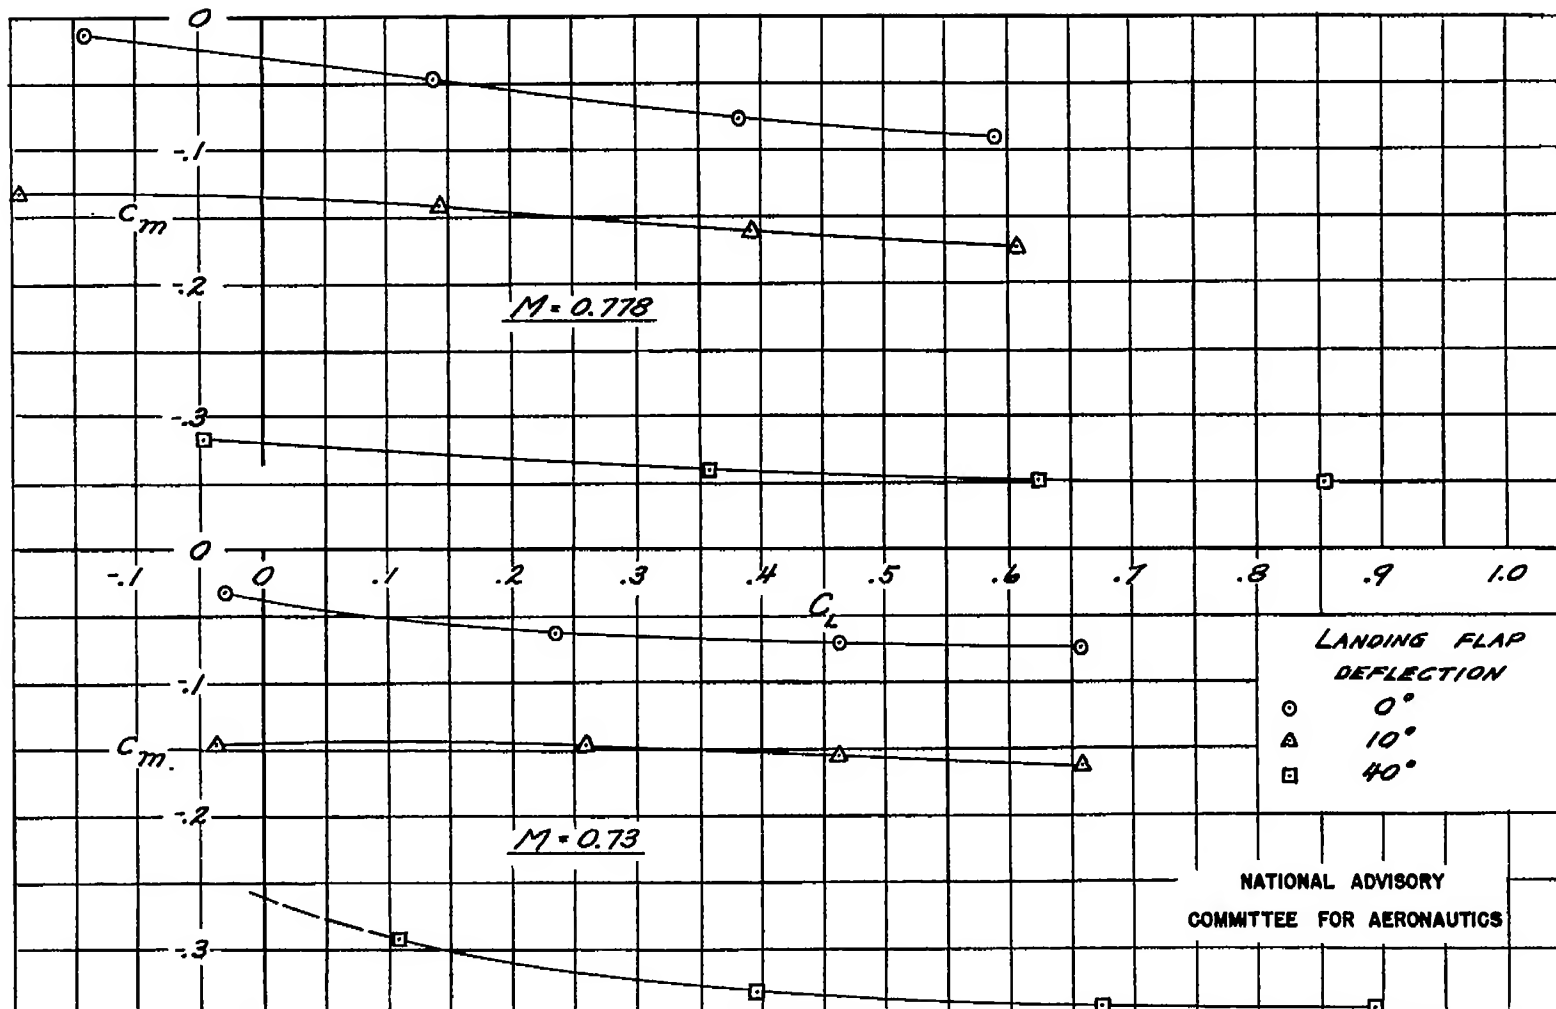 0
-.1
Cm
-.2
M = 0.778
-.3
0
-.1 0 .1 .2 .3 .4 .5 .6 .7 .8 .9 1.0
CL
-.1
Cm
-.2
M = 0.73
-.3
LANDING FLAP
DEFLECTION
0°
10°
40°
NATIONAL ADVISORY
COMMITTEE FOR AERONAUTICS